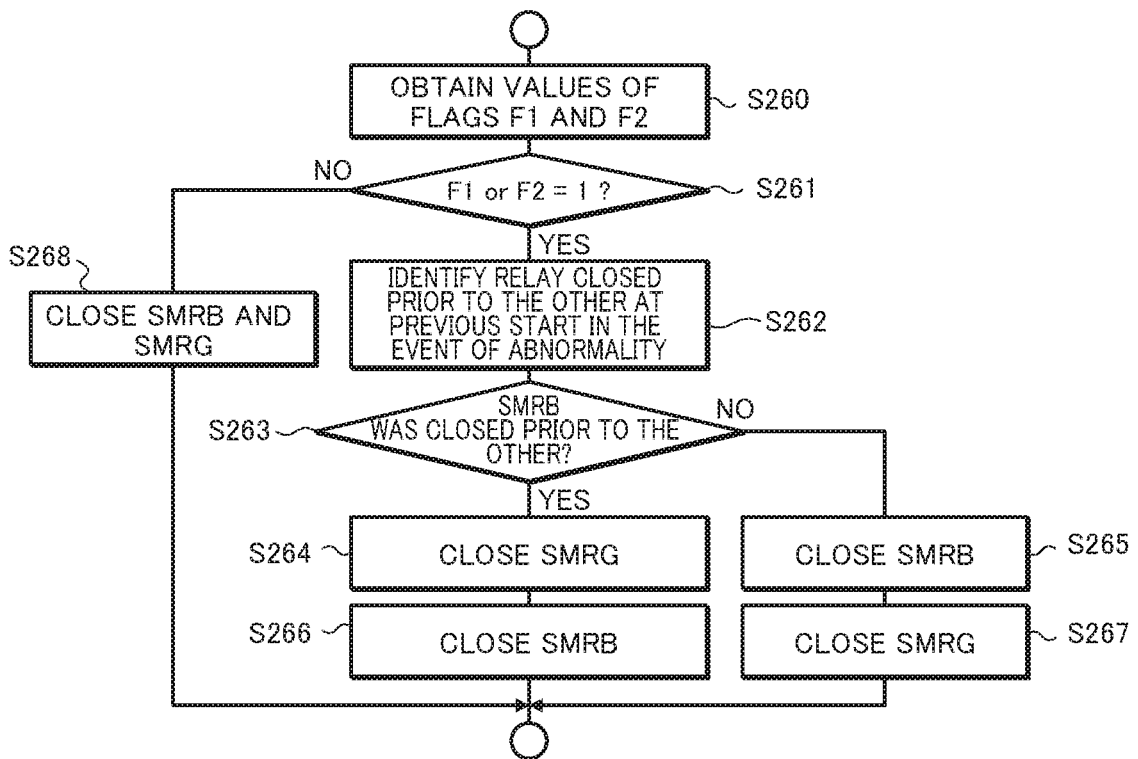 OBTAIN VALUES OF
FLAGS F1 AND F2
S260
NO
F1 or F2 = 1 ?
S261
YES
S268
CLOSE SMRB AND
SMRG
IDENTIFY RELAY CLOSED
PRIOR TO THE OTHER AT
PREVIOUS START IN THE
EVENT OF ABNORMALITY
S262
S263
SMRB
WAS CLOSED PRIOR TO THE
OTHER?
NO
YES
S264
CLOSE SMRG
CLOSE SMRB
S265
S266
CLOSE SMRB
CLOSE SMRG
S267